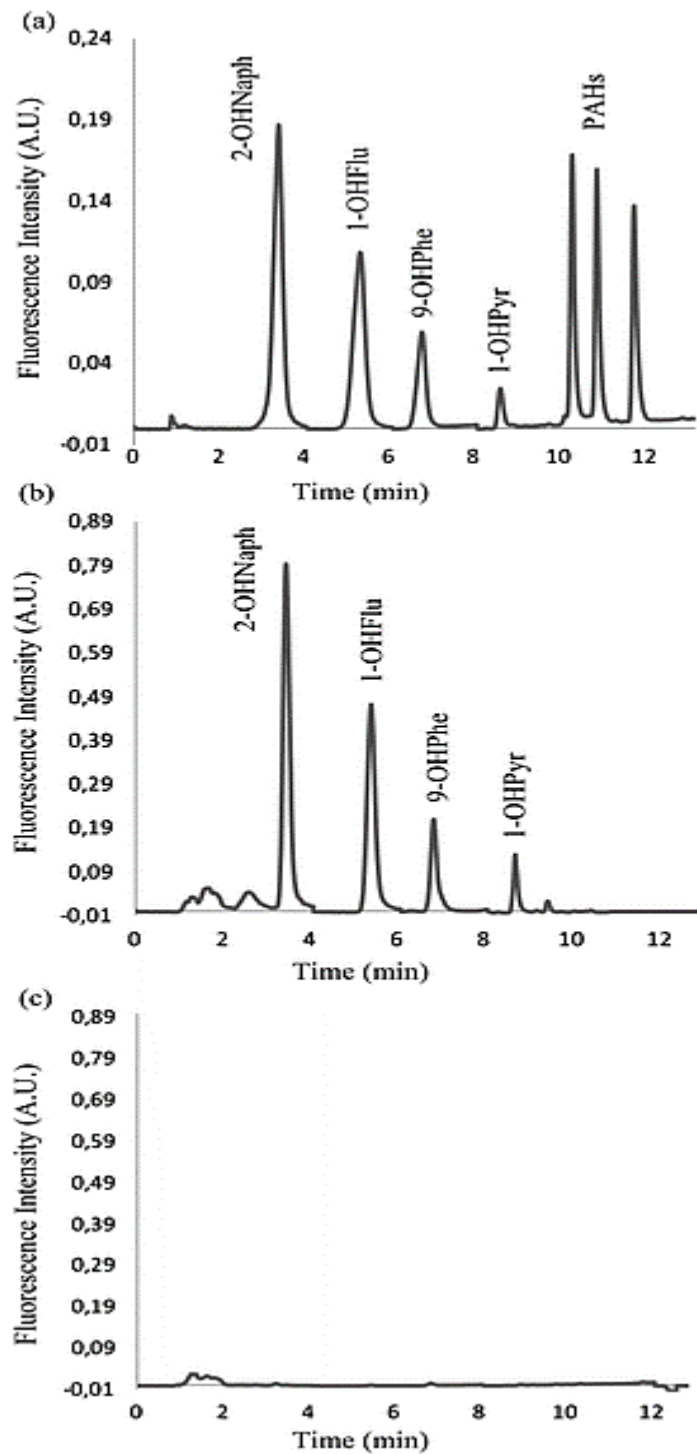 (a)
Fluorescence Intensity (A.U.)
0,24
0,19
0,14
0,09
0,04
-0,01
2-OHNaph
1-OHFlu
9-OHPhe
1-OHPyr
PAHs
0 2 4 6 8 10 12
Time (min)
(b)
Fluorescence Intensity (A.U.)
0,89
0,79
0,69
0,59
0,49
0,39
0,29
0,19
0,09
-0,01
2-OHNaph
1-OHFlu
9-OHPhe
1-OHPyr
0 2 4 6 8 10 12
Time (min)
(c)
Fluorescence Intensity (A.U.)
0,89
0,79
0,69
0,59
0,49
0,39
0,29
0,19
0,09
-0,01
0 2 4 6 8 10 12
Time (min)